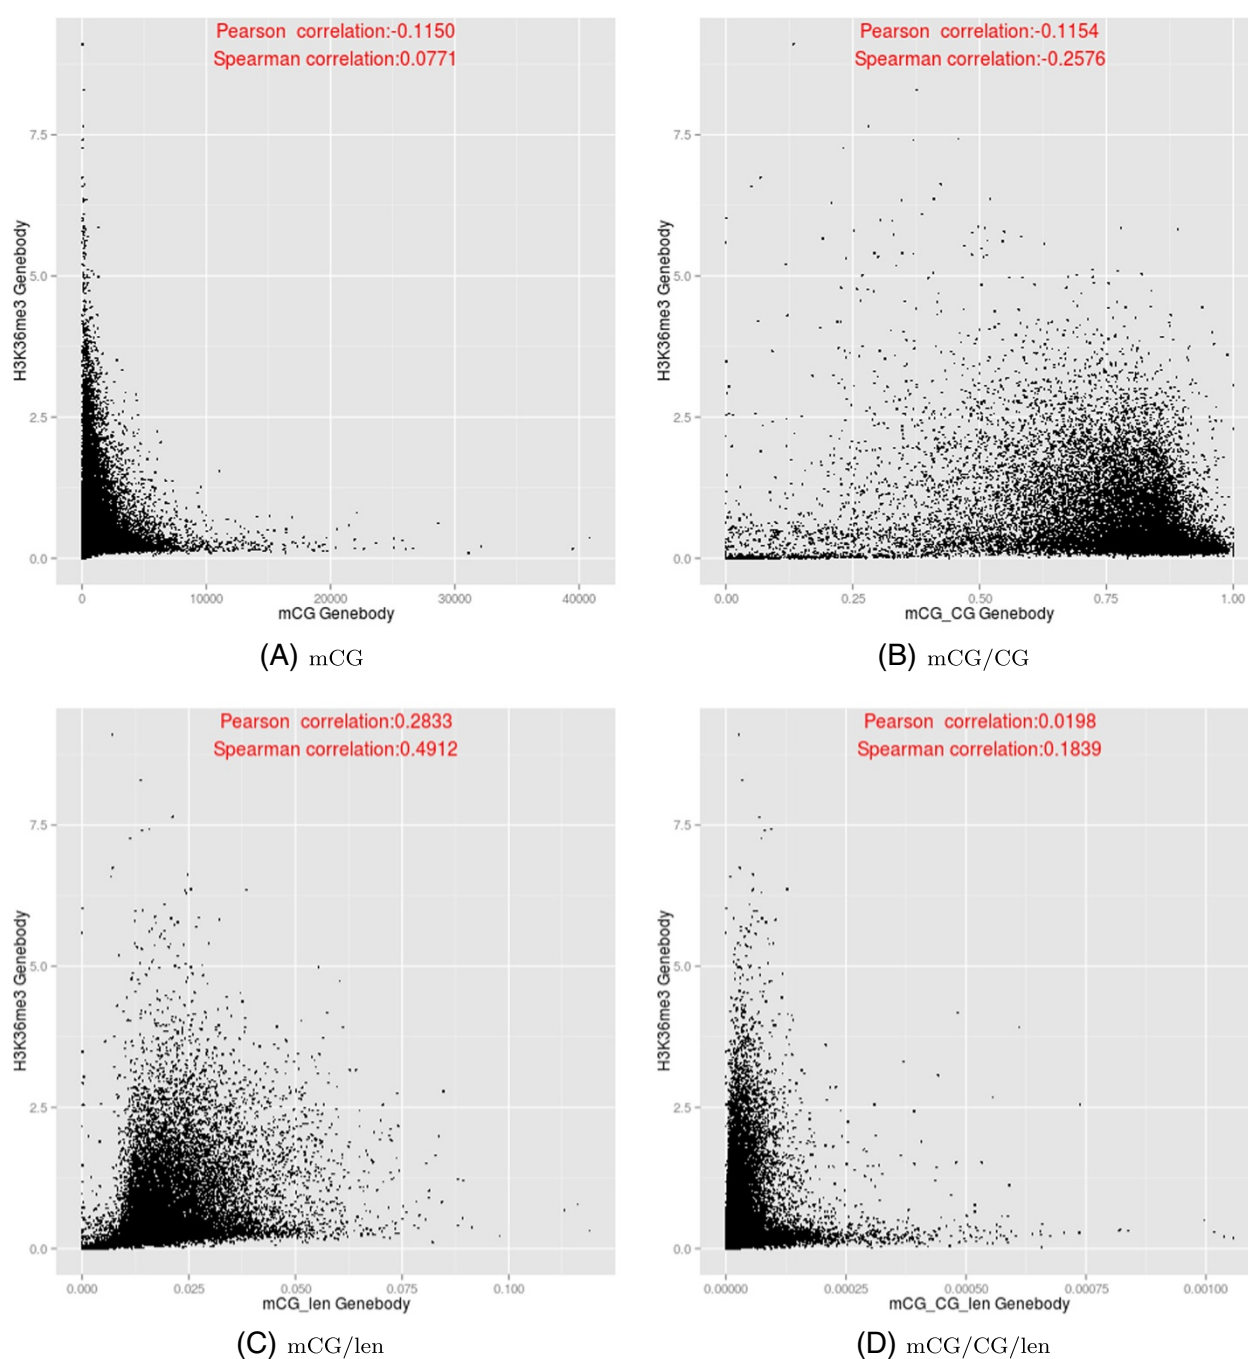 Pearson  correlation:-0.1150
Spearman correlation:0.0771
7.5
5.0
2.5
0.0
H3K36me3 Genebody
0 10000 20000 30000 40000
mCG Genebody
(A) mCG
Pearson  correlation:-0.1154
Spearman correlation:-0.2576
7.5
5.0
2.5
0.0
H3K36me3 Genebody
0.00 0.25 0.50 0.75 1.00
mCG_CG Genebody
(B) mCG/CG
Pearson  correlation:0.2833
Spearman correlation:0.4912
7.5
5.0
2.5
0.0
H3K36me3 Genebody
0.000 0.025 0.050 0.075 0.100
mCG_len Genebody
(C) mCG/len
Pearson  correlation:0.0198
Spearman correlation:0.1839
7.5
5.0
2.5
0.0
H3K36me3 Genebody
0.00000 0.00025 0.00050 0.00075 0.00100
mCG_CG_len Genebody
(D) mCG/CG/len